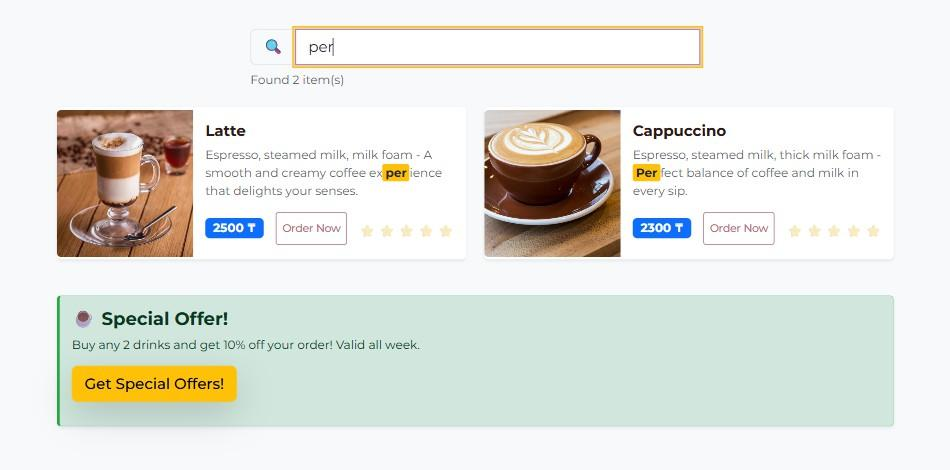 per
Found 2 item(s)
Latte
Espresso, steamed milk, milk foam - A
smooth and creamy coffee experience
that delights your senses.
2500 ₸
Order Now
Cappuccino
Espresso, steamed milk, thick milk foam -
Perfect balance of coffee and milk in
every sip.
2300 ₸
Order Now
Special Offer!
Buy any 2 drinks and get 10% off your order! Valid all week.
Get Special Offers!